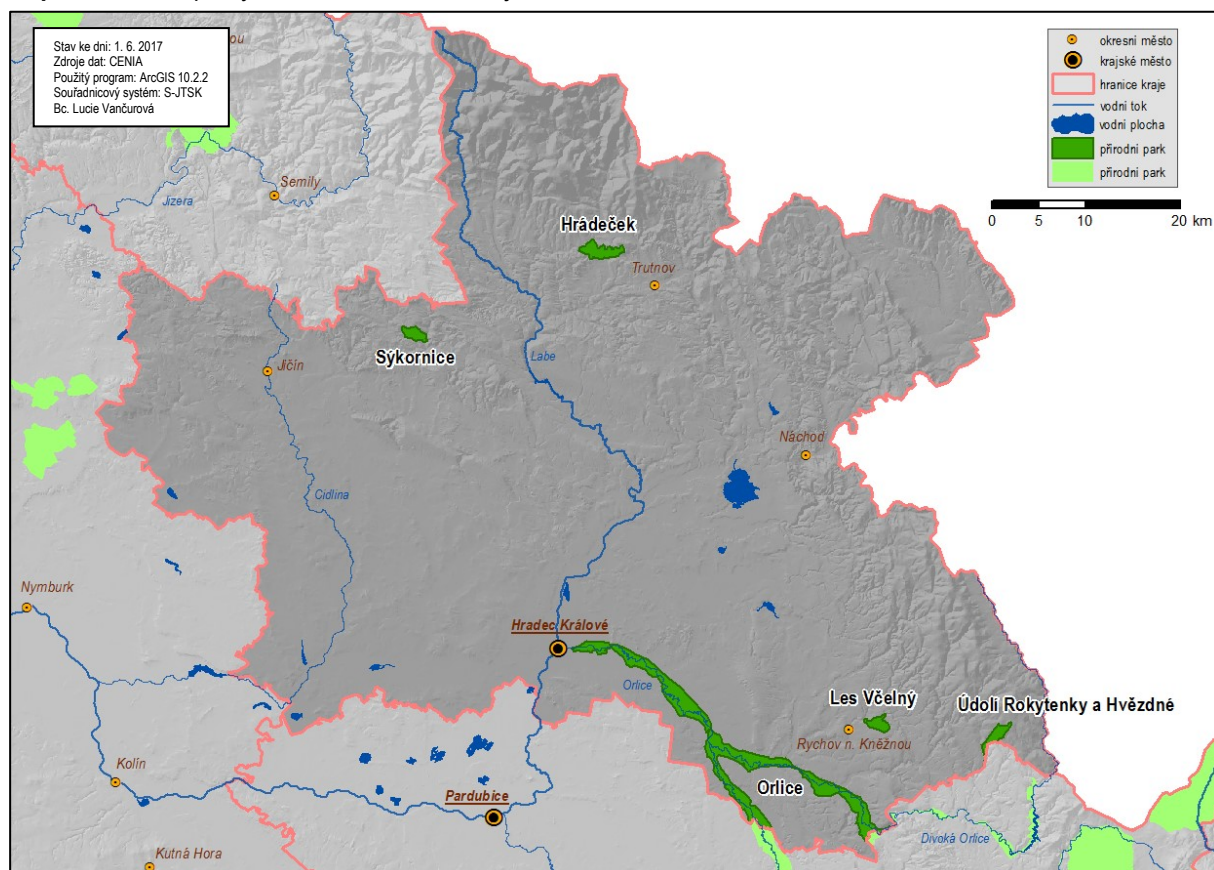 Stav ke dni: 1. 6. 2017
Zdroje dat: CENIA
Použitý program: ArcGIS 10.2.2
Souřadnicový systém: S-JTSK
Bc. Lucie Vančurová
okresní město
krajské město
hranice kraje
vodní tok
vodní plocha
přírodní park
přírodní park
0 5 10 20 km
Semily
Jizera
Hrádeček
Trutnov
Sýkornice
Labe
Jičín
Náchod
Cidlina
Nymburk
Hradec Králové
Orlice
Les Včelný
Údolí Rokytenky a Hvězdné
Rychov n. Kněžnou
Kolín
Orlice
Pardubice
Divoká Orlice
Kutná Hora